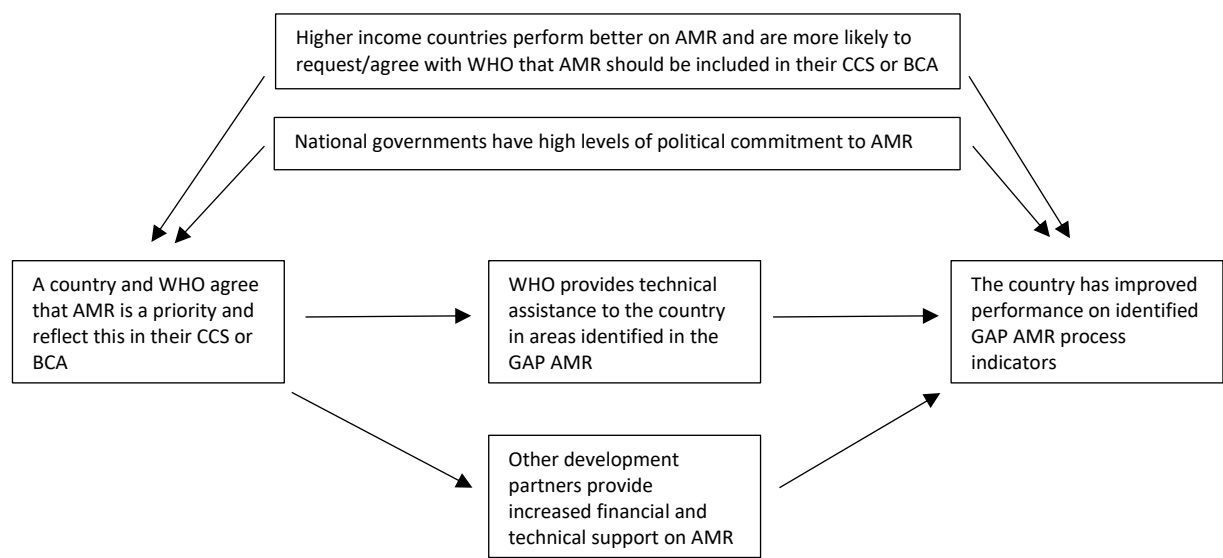 Higher income countries perform better on AMR and are more likely to
request/agree with WHO that AMR should be included in their CCS or BCA
National governments have high levels of political commitment to AMR
A country and WHO agree
that AMR is a priority and
reflect this in their CCS or
BCA
WHO provides technical
assistance to the country
in areas identified in the
GAP AMR
The country has improved
performance on identified
GAP AMR process
indicators
Other development
partners provide
increased financial and
technical support on AMR